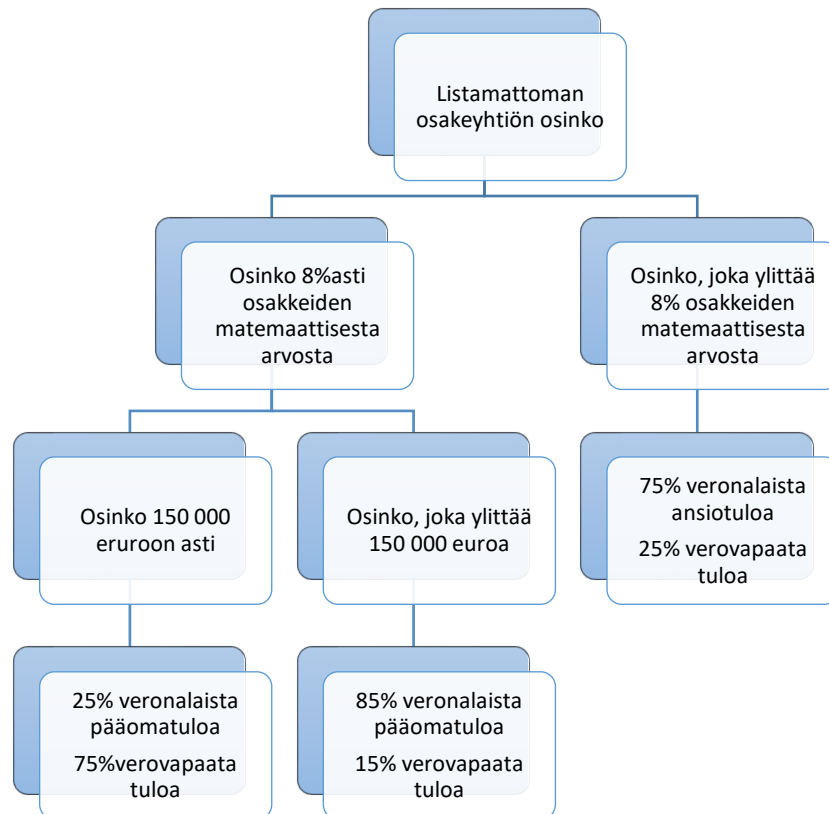 Listamattoman
osakeyhtiön osinko
Osinko 8%asti
osakkeiden
matemaattisesta
arvosta
Osinko, joka ylittää
8% osakkeiden
matemaattisesta
arvosta
Osinko 150 000
eruroon asti
Osinko, joka ylittää
150 000 euroa
75% veronalaista
ansiotuloa
25% verovapaata
tuloa
25% veronalaista
pääomatuloa
75%verovapaata
tuloa
85% veronalaista
pääomatuloa
15% verovapaata
tuloa